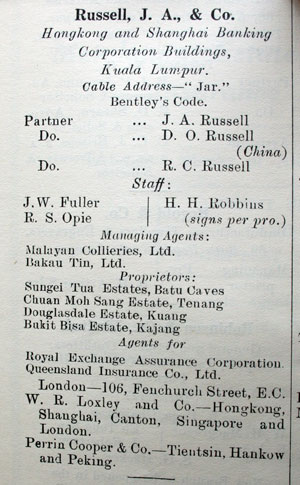 Russell, J. A., & Co.
Hongkong and Shanghai Banking
Corporation Buildings,
Kuala Lumpur.
Cable Address—"Jar."
Bentley's Code.
Partner ... J. A. Russell
Do. ... D. O. Russell
(China)
Do. ... R. C. Russell
Staff:
J. W. Fuller | H. H. Robbins
R. S. Opie | (signs per pro.)
Managing Agents:
Malayan Collieries, Ltd.
Bakau Tin, Ltd.
Proprietors:
Sungei Tua Estates, Batu Caves
Chuan Moh Sang Estate, Tenang
Douglasdale Estate, Kuang
Bukit Bisa Estate, Kajang
Agents for
Royal Exchange Assurance Corporation.
Queensland Insurance Co., Ltd.
London—106, Fenchurch Street, E.C.
W. R. Loxley and Co.—Hongkong,
Shanghai, Canton, Singapore and
London.
Perrin Cooper & Co.—Tientsin, Hankow
and Peking.